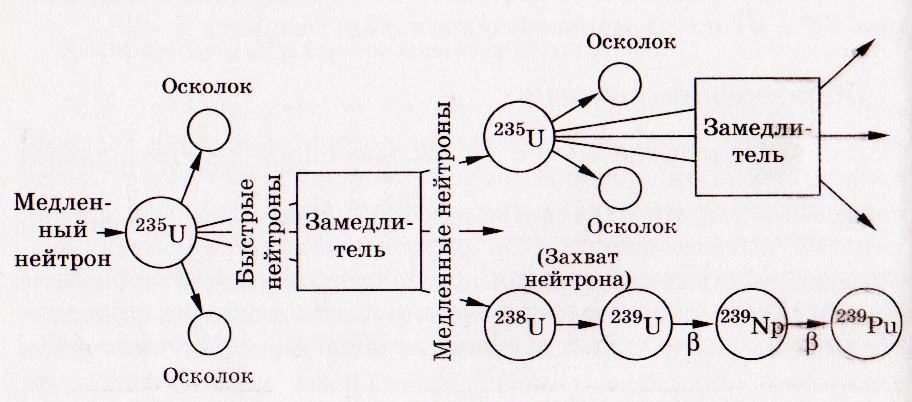 Осколок
Медлен-
ный
нейтрон
²³⁵U
Осколок
Быстрые
нейтроны
Замедли-
тель
Медленные нейтроны
Осколок
²³⁵U
Осколок
Замедли-
тель
(Захват
нейтрона)
²³⁸U
²³⁹U
β
²³⁹Np
β
²³⁹Pu